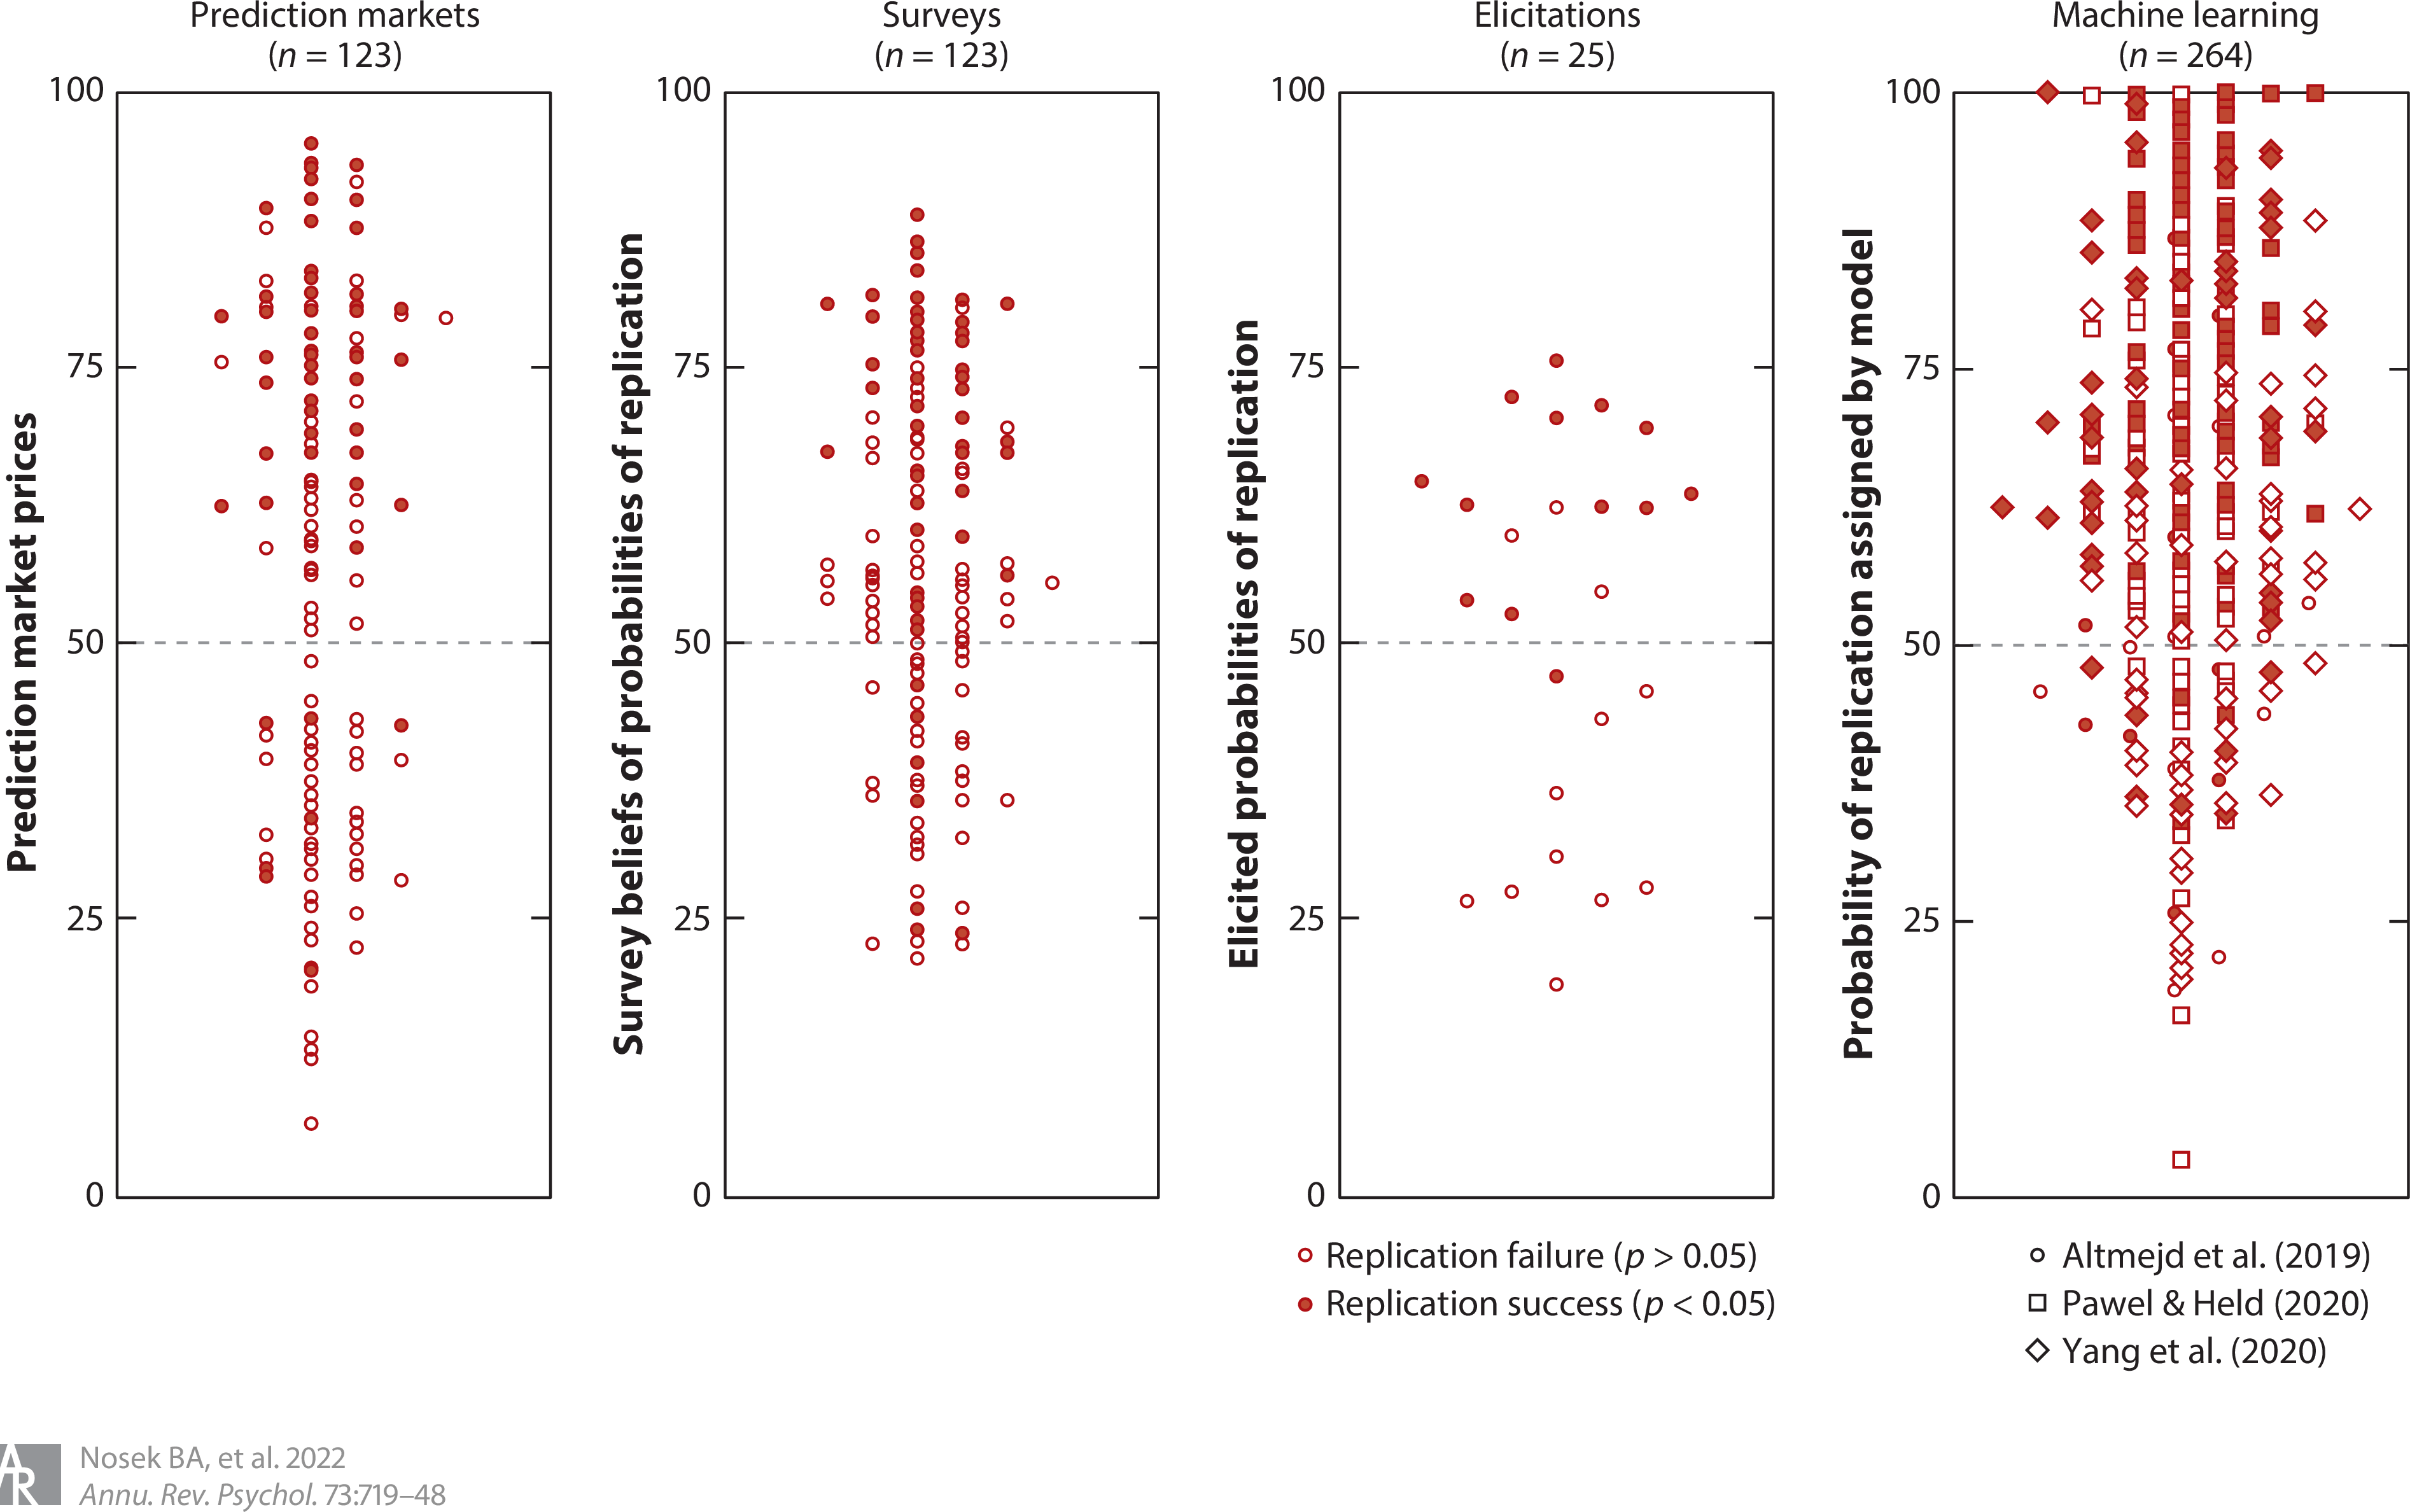 Prediction markets
(n = 123)
Surveys
(n = 123)
Elicitations
(n = 25)
Machine learning
(n = 264)
Prediction market prices
100
75
50
25
0
Survey beliefs of probabilities of replication
100
75
50
25
0
Elicited probabilities of replication
100
75
50
25
0
Probability of replication assigned by model
100
75
50
25
0
Replication failure (p > 0.05)
Replication success (p < 0.05)
Altmejd et al. (2019)
Pawel & Held (2020)
Yang et al. (2020)
AR
Nosek BA, et al. 2022
Annu. Rev. Psychol. 73:719–48